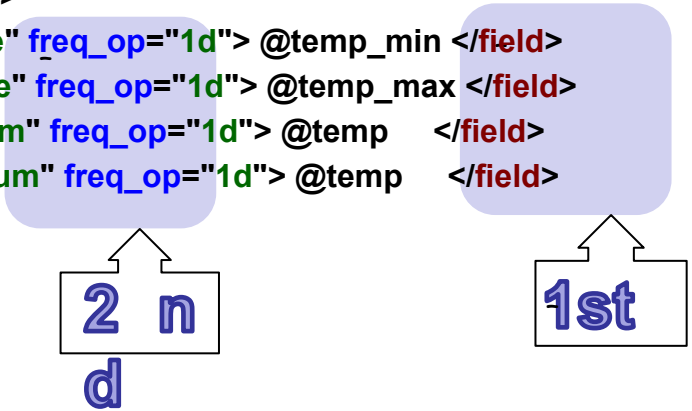 >
e" freq_op="1d"> @temp_min </field>
e" freq_op="1d"> @temp_max </field>
m" freq_op="1d"> @temp </field>
um" freq_op="1d"> @temp </field>
2 n
d
1st